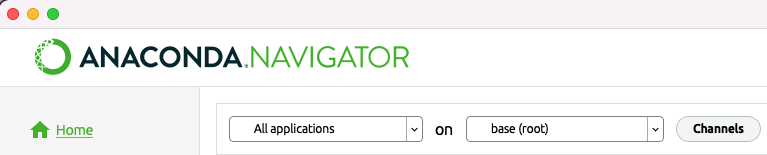 ANACONDA.NAVIGATOR
Home
All applications on base (root) Channels